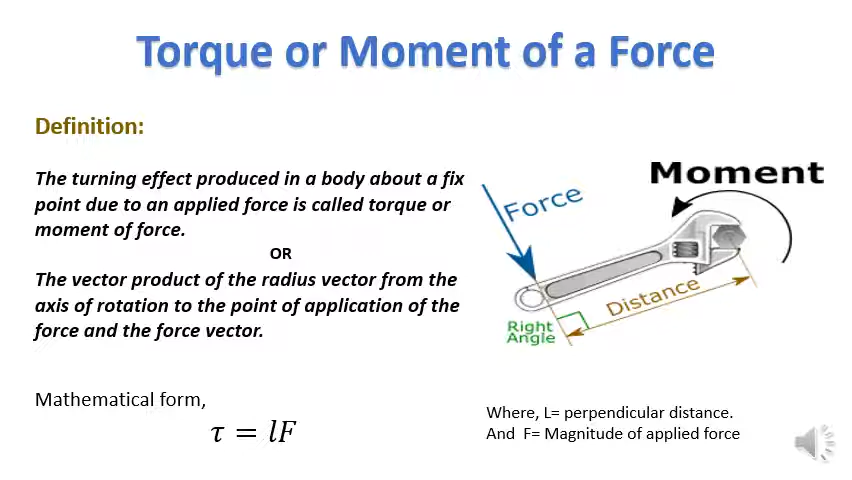 Torque or Moment of a Force
Definition:
The turning effect produced in a body about a fix
point due to an applied force is called torque or
moment of force.
OR
The vector product of the radius vector from the
axis of rotation to the point of application of the
force and the force vector.
Mathematical form,
τ = lF
Moment
Force
Distance
Right
Angle
Where, L= perpendicular distance.
And F= Magnitude of applied force